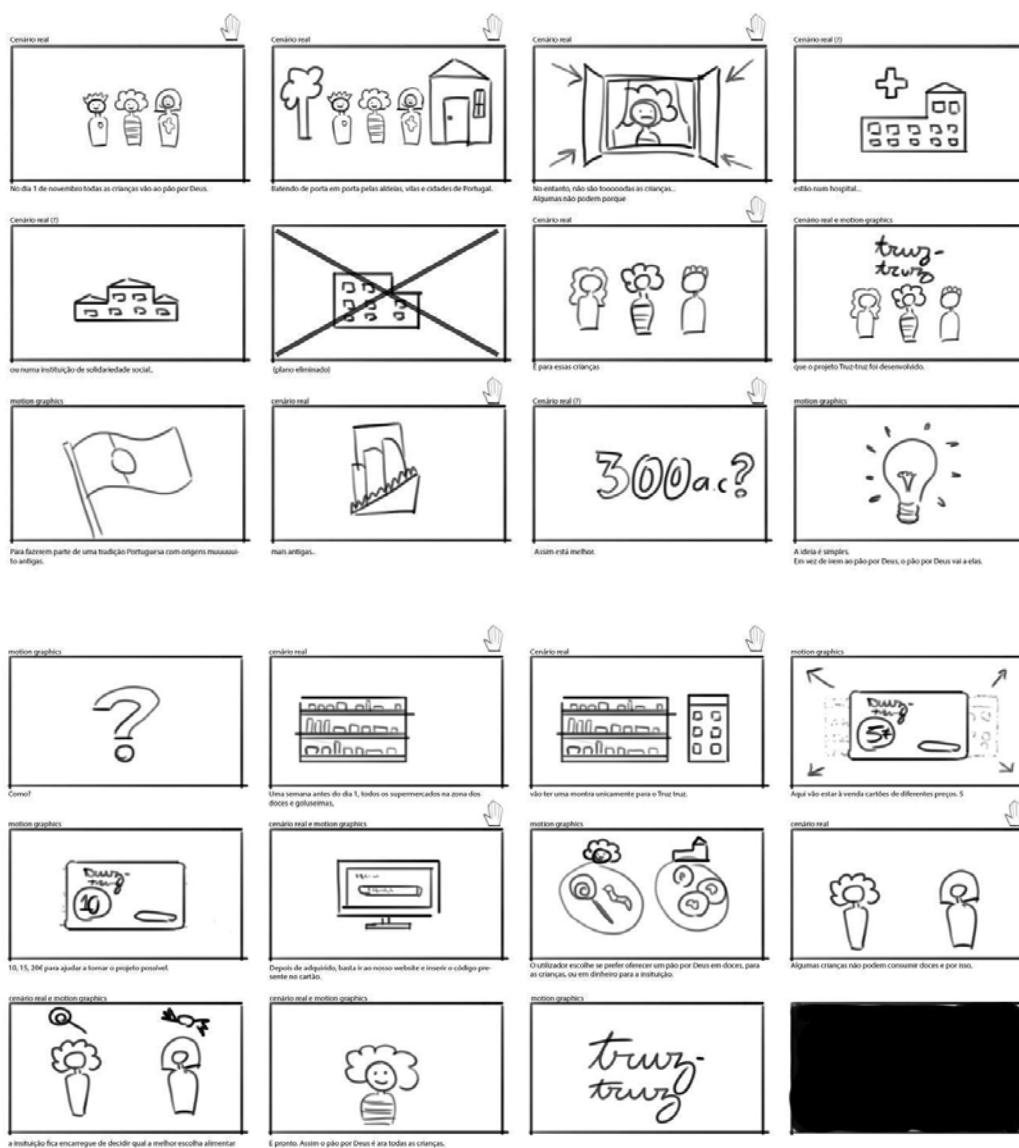 Cenário real
Cenário real
Cenário real
Cenário real (?)
No dia 1 de novembro todas as crianças vão ao pão por Deus.
Batendo de porta em porta pelas aldeias, vilas e cidades de Portugal.
No entanto, não são tooooodas as crianças...
Algumas não podem porque
estão num hospital...
Cenário real (?)
Cenário real
Cenário real e motion graphics
truz-
truz
ou numa instituição de solidariedade social..
(plano eliminado)
É para essas crianças
que o projeto Truz-truz foi desenvolvido.
motion graphics
cenário real
Cenário real (?)
motion graphics
300 a.c?
Para fazerem parte de uma tradição Portuguesa com origens muuuuui-
to antigas.
mais antigas..
Assim está melhor.
A ideia é simples.
Em vez de irem ao pão por Deus, o pão por Deus vai a elas.
motion graphics
cenário real
Cenário real
motion graphics
?
truz-
truz
5€
Como?
Uma semana antes do dia 1, todos os supermercados na zona dos
doces e goluseimas,
vão ter uma montra unicamente para o Truz truz.
Aqui vão estar à venda cartões de diferentes preços. 5
motion graphics
cenário real e motion graphics
motion graphics
cenário real
truz-
truz
10
10, 15, 20€ para ajudar a tornar o projeto possível.
Depois de adquirido, basta ir ao nosso website e inserir o código pre-
sente no cartão.
O utilizador escolhe se prefer oferecer um pão por Deus em doces, para
as crianças, ou em dinheiro para a insituição.
Algumas crianças não podem consumir doces e por isso.
cenário real e motion graphics
cenário real e motion graphics
motion graphics
truz-
truz
a insituição fica encarregue de decidir qual a melhor escolha alimentar
E pronto. Assim o pão por Deus é ara todas as crianças.